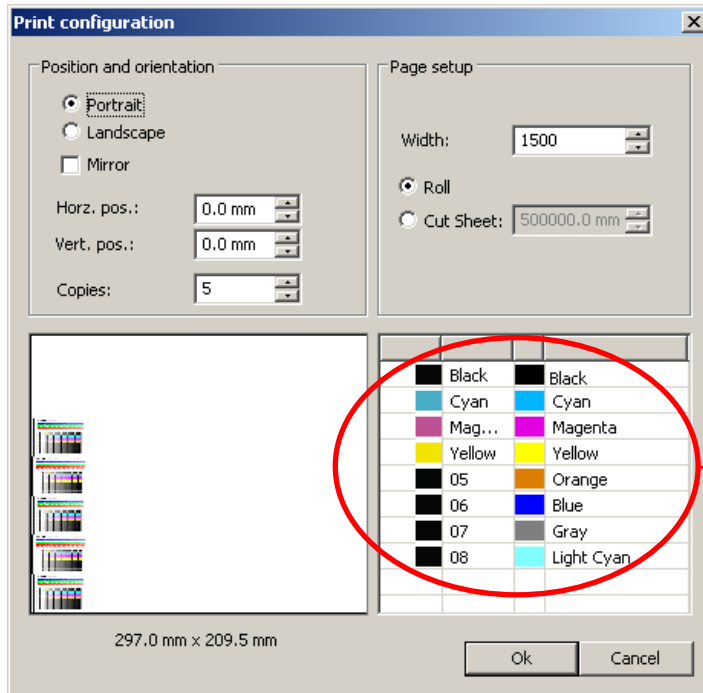 Print configuration
Position and orientation
Portrait
Landscape
Mirror
Horz. pos.: 0.0 mm
Vert. pos.: 0.0 mm
Copies: 5
Page setup
Width: 1500
Roll
Cut Sheet: 500000.0 mm
Black Black
Cyan Cyan
Mag... Magenta
Yellow Yellow
05 Orange
06 Blue
07 Gray
08 Light Cyan
297.0 mm x 209.5 mm
Ok Cancel